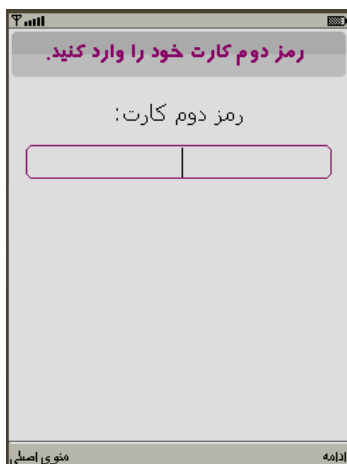 رمز دوم کارت خود را وارد کنید.
رمز دوم کارت:
ادامه
منوی اصلی